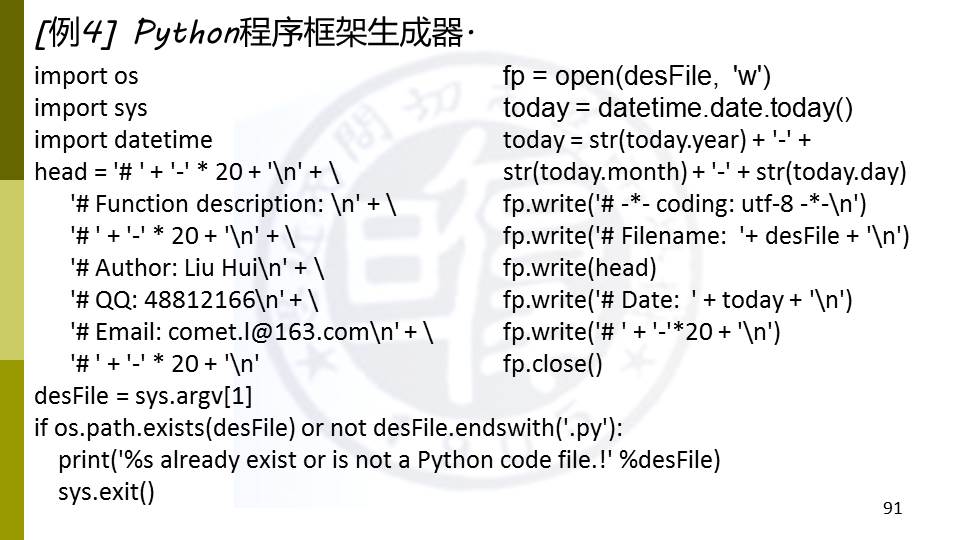 [例4] Python程序框架生成器·
import os
import sys
import datetime
head = '# ' + '-' * 20 + '\n' + \
'# Function description: \n' + \
'# ' + '-' * 20 + '\n' + \
'# Author: Liu Hui\n' + \
'# QQ: 48812166\n' + \
'# Email: comet.l@163.com\n' + \
'# ' + '-' * 20 + '\n'
desFile = sys.argv[1]
if os.path.exists(desFile) or not desFile.endswith('.py'):
print('%s already exist or is not a Python code file.!' %desFile)
sys.exit()
fp = open(desFile, 'w')
today = datetime.date.today()
today = str(today.year) + '-' +
str(today.month) + '-' + str(today.day)
fp.write('# -*- coding: utf-8 -*-\n')
fp.write('# Filename: '+ desFile + '\n')
fp.write(head)
fp.write('# Date: ' + today + '\n')
fp.write('# ' + '-'*20 + '\n')
fp.close()
91